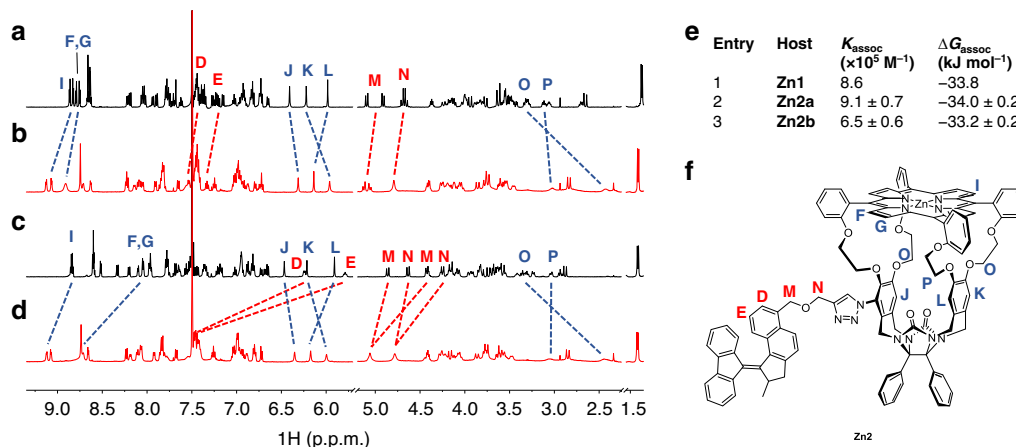 a
F,G
I
D
E
J
K
L
M
N
O
P
b
c
I
F,G
J
K
L
D
E
M
N
M
N
O
P
d
9.0 8.5 8.0 7.5 7.0 6.5 6.0 5.0 4.5 4.0 3.5 3.0 2.5 1.5
1H (p.p.m.)
e
Entry Host Kassoc (×10⁵ M⁻¹) ΔGassoc (kJ mol⁻¹)
1 Zn1 8.6 −33.8
2 Zn2a 9.1 ± 0.7 −34.0 ± 0.2
3 Zn2b 6.5 ± 0.6 −33.2 ± 0.2
f
I
N N
Zn
N N
F
G
O
O
O
O
O
O
P
O
O
O
J
L
K
E
D
M
O
N
N
N=N
O O
N N
N N
Zn2